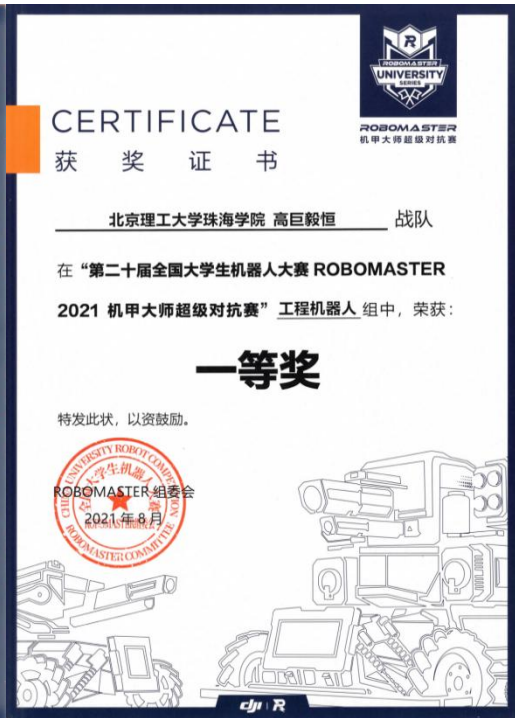 ROBOMASTER
UNIVERSITY
SERIES
ROBOMASTER
机甲大师超级对抗赛
CERTIFICATE
获奖证书
北京理工大学珠海学院 高巨毅恒 战队
在“第二十届全国大学生机器人大赛 ROBOMASTER
2021 机甲大师超级对抗赛” 工程机器人 组中，荣获：
一等奖
特发此状，以资鼓励。
ROBOMASTER 组委会
2021 年 8 月
dji R